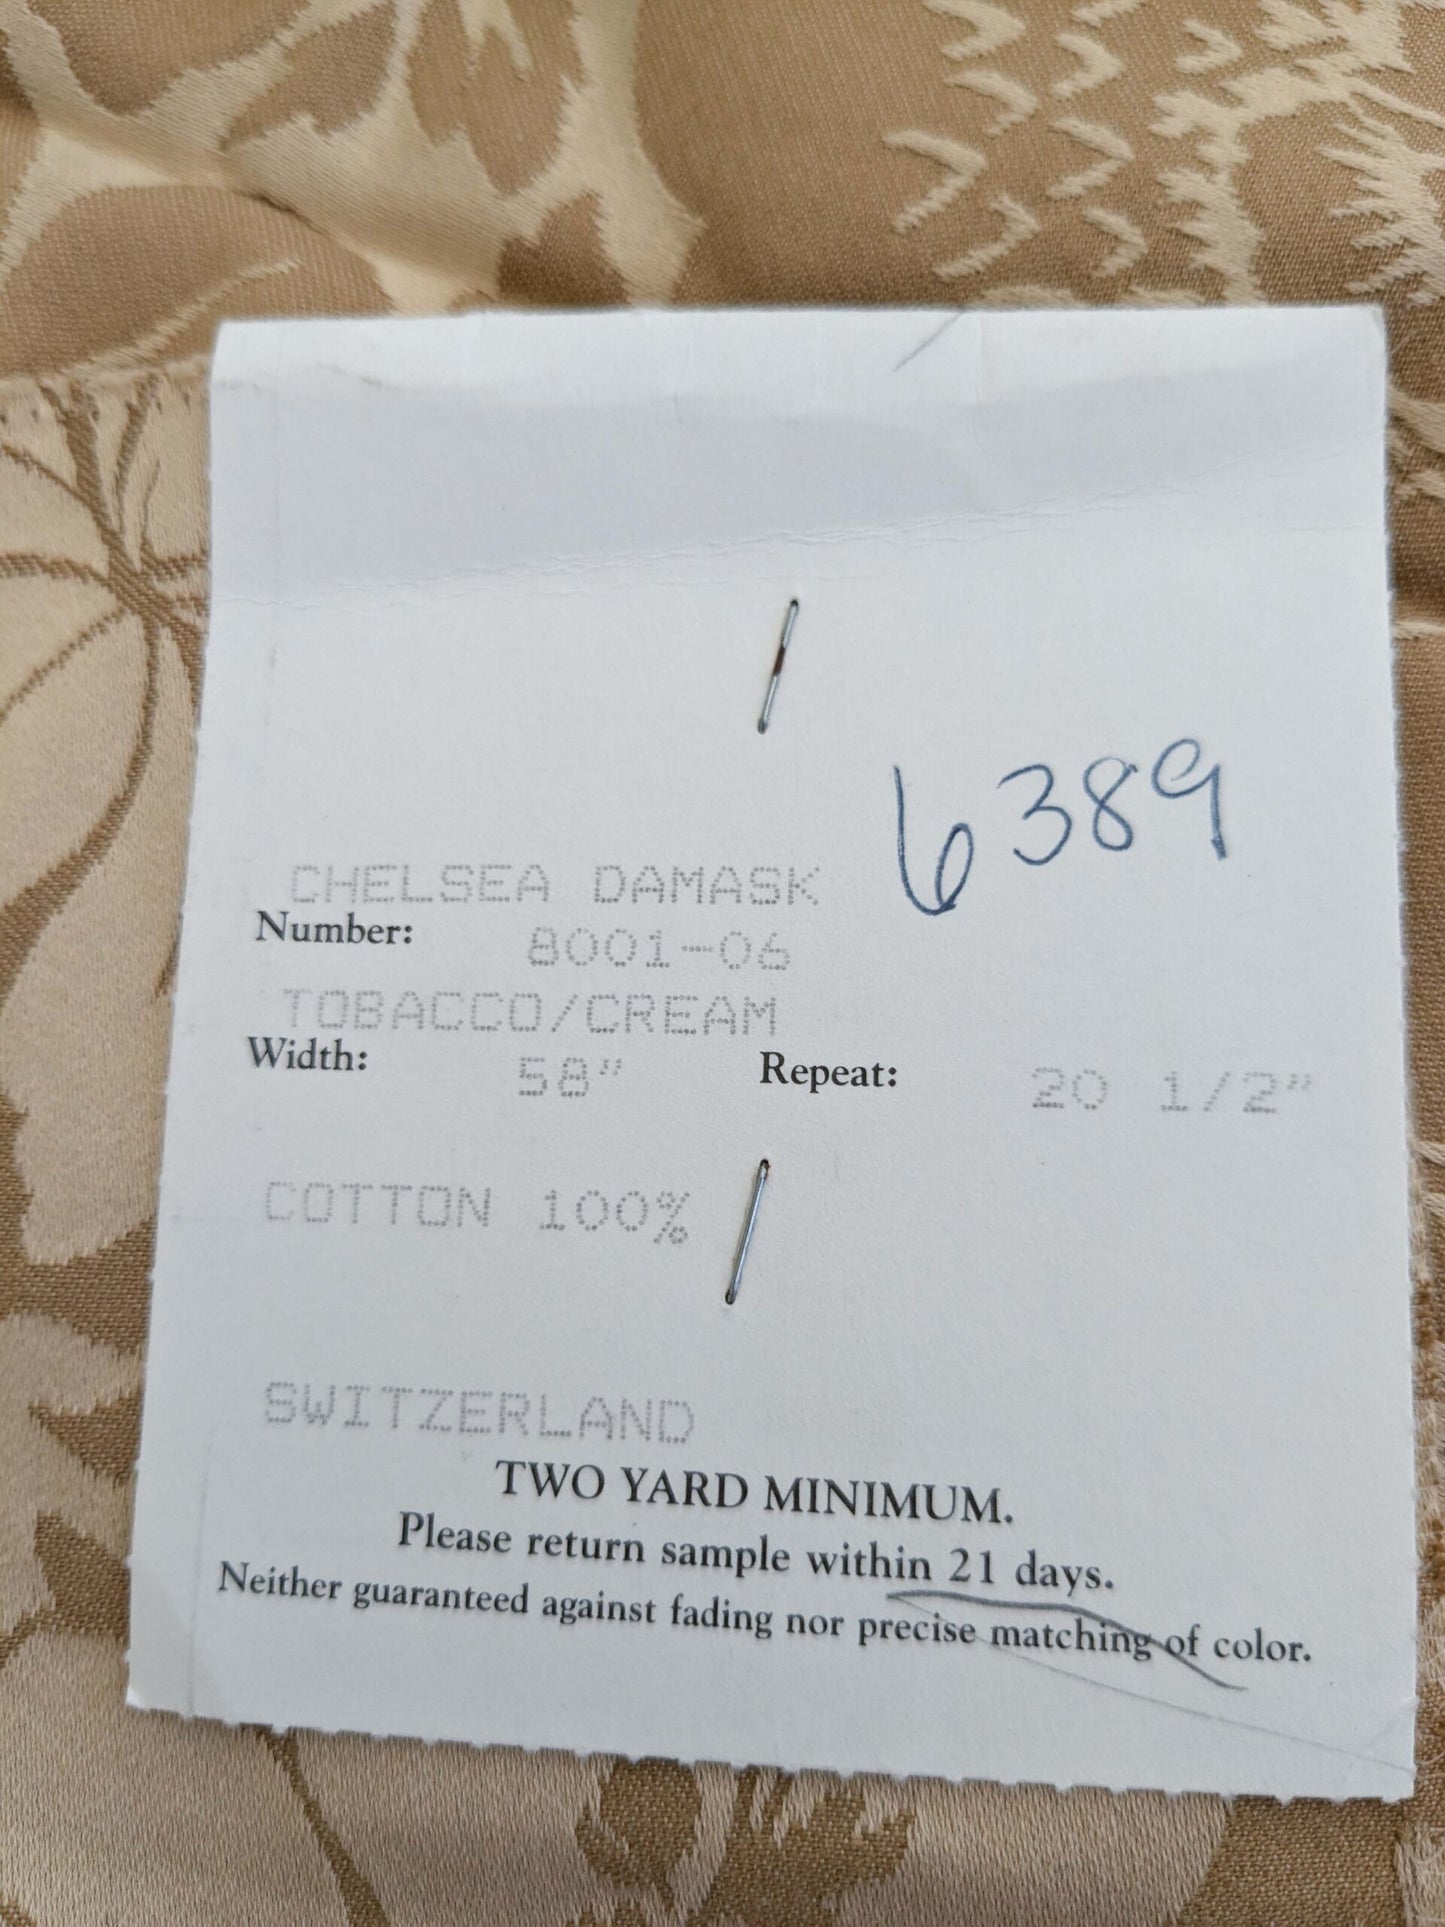 6389
CHELSEA DAMASK
Number: 8001-06
TOBACCO/CREAM
Width: 58" Repeat: 20 1/2"
COTTON 100%
SWITZERLAND
TWO YARD MINIMUM.
Please return sample within 21 days.
Neither guaranteed against fading nor precise matching of color.